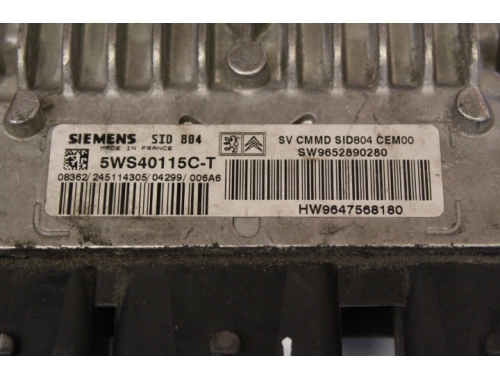 SIEMENS SID 804
MADE IN FRANCE
5WS40115C-T
08362/245114305/04299/006A6
SV CMMD SID804 CEM00
SW9652890280
HW9647568180